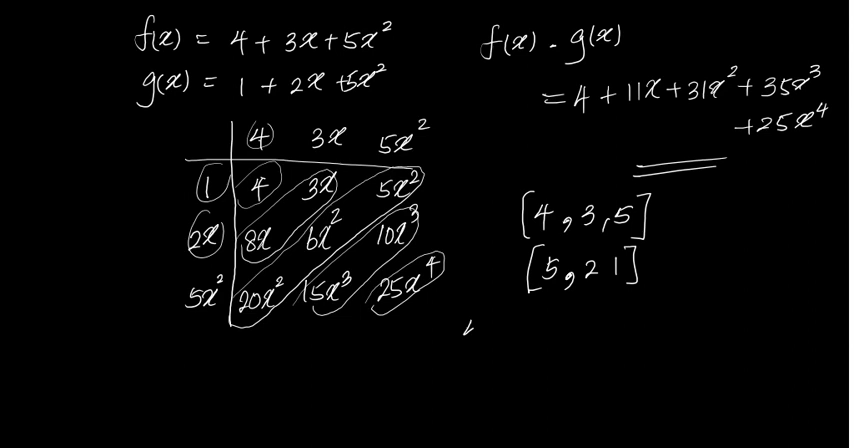 f(x) = 4 + 3x + 5x²
g(x) = 1 + 2x + 5x²
4 3x 5x²
1 4 3x 5x²
2x 8x 6x² 10x³
5x² 20x² 15x³ 25x⁴
f(x) . g(x)
= 4 + 11x + 31x² + 35x³
+ 25x⁴
[4, 3, 5]
[5, 2 1]